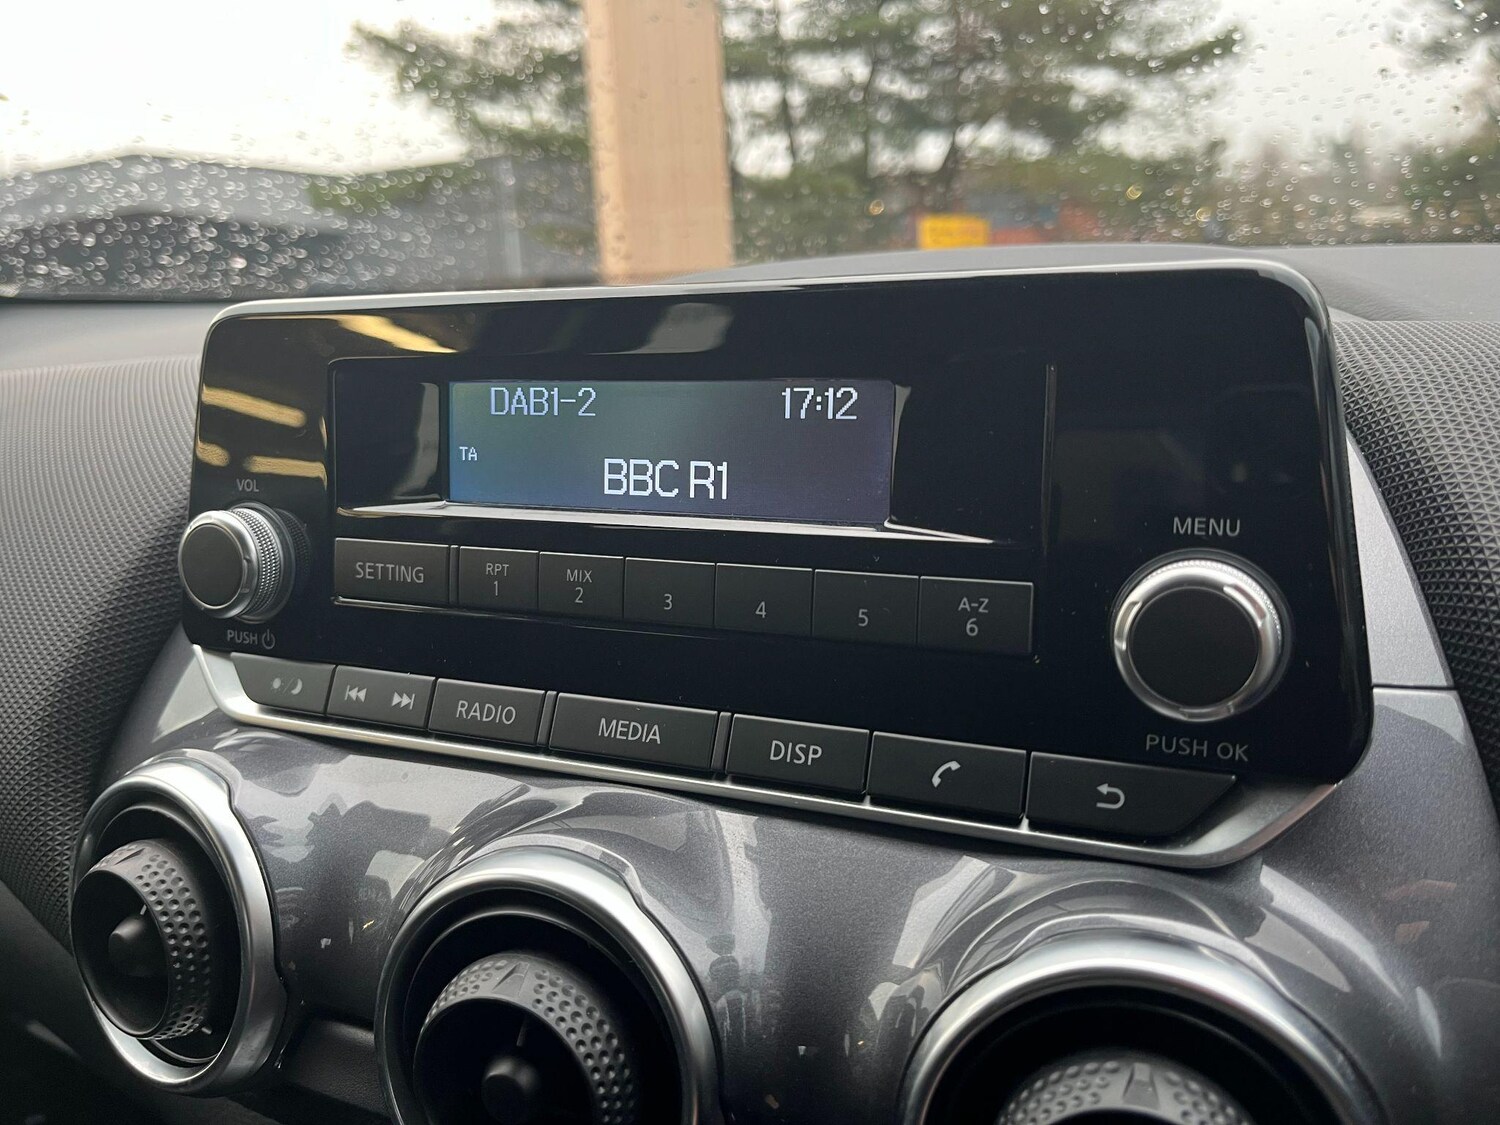 DAB1-2 17:12
TA
BBC R1
VOL
PUSH
MENU
PUSH OK
SETTING
RPT
1
MIX
2
3
4
5
A-Z
6
RADIO
MEDIA
DISP